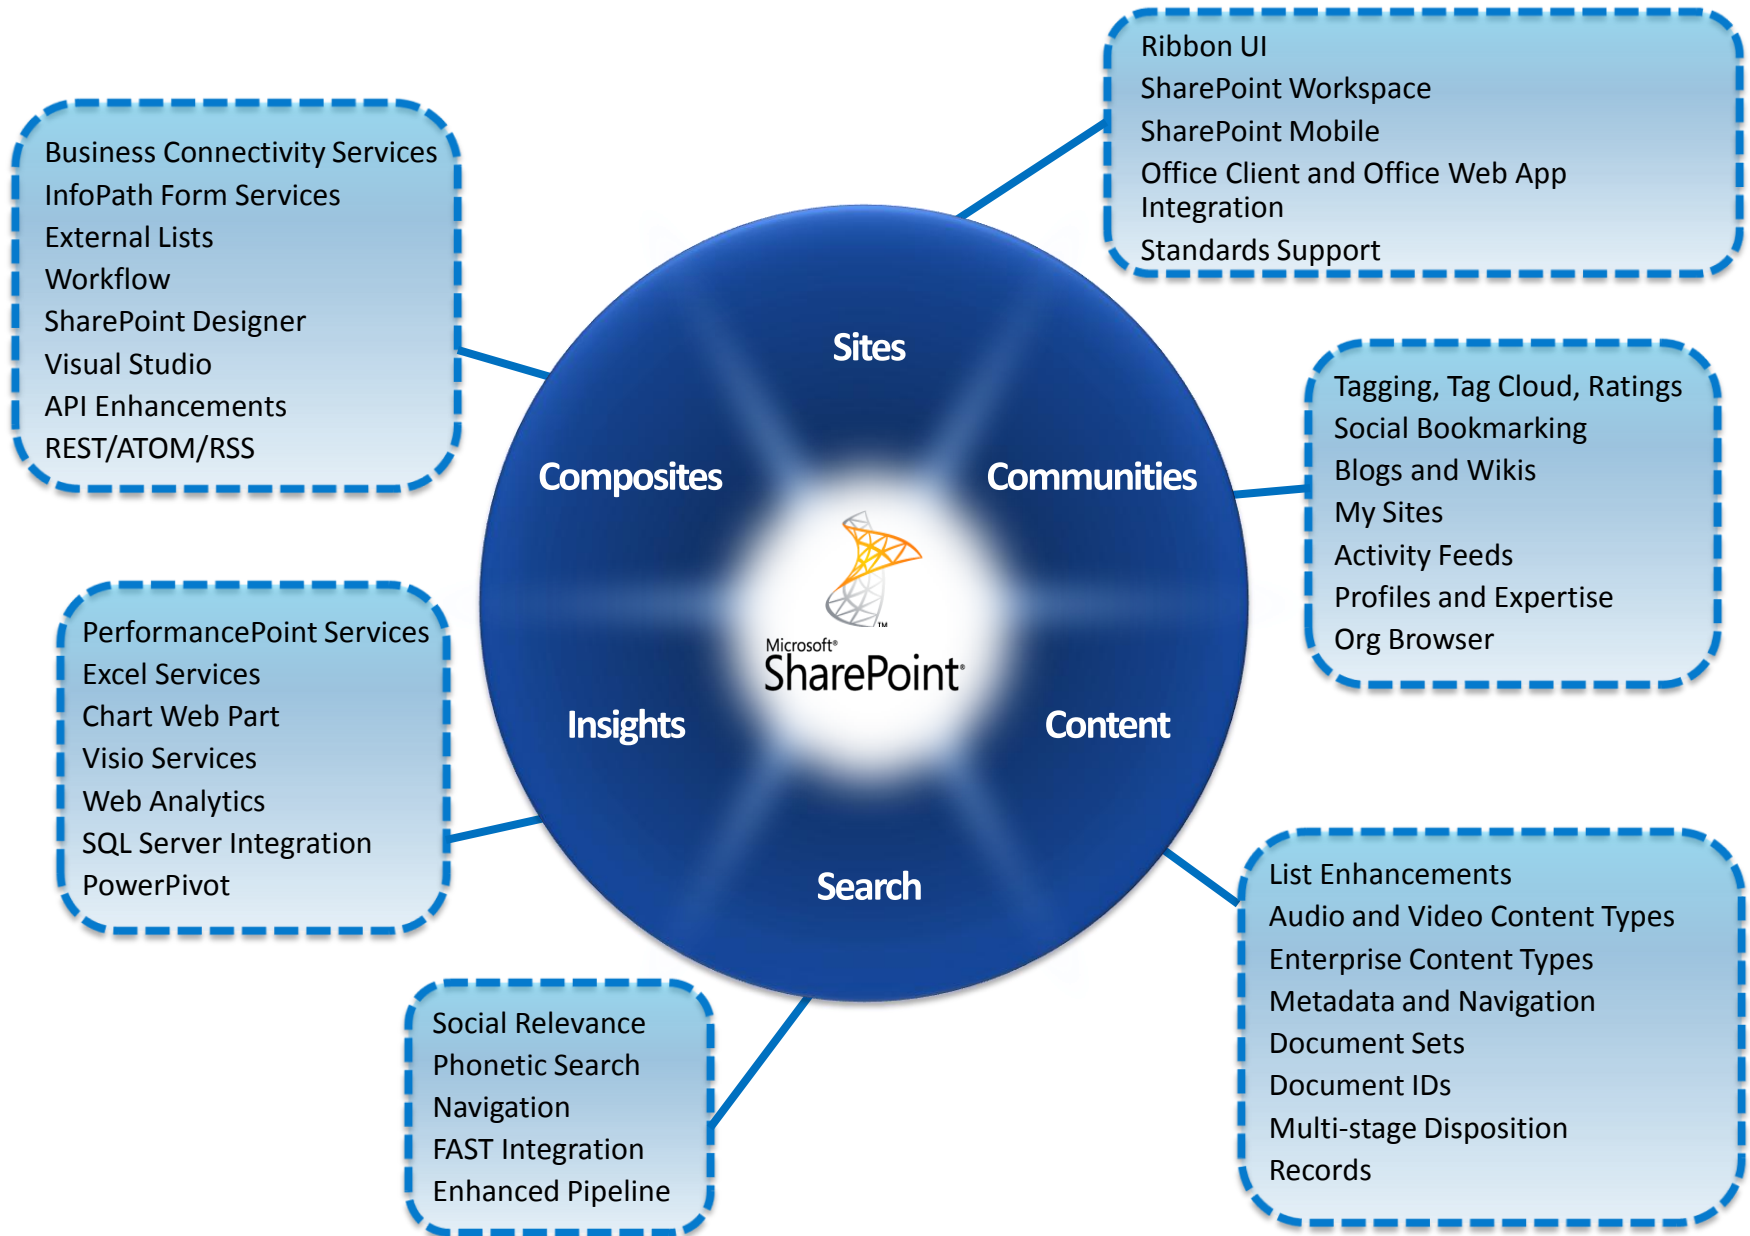 Ribbon UI
SharePoint Workspace
SharePoint Mobile
Office Client and Office Web App
Integration
Standards Support
Business Connectivity Services
InfoPath Form Services
External Lists
Workflow
SharePoint Designer
Visual Studio
API Enhancements
REST/ATOM/RSS
Sites
Composites
Communities
Tagging, Tag Cloud, Ratings
Social Bookmarking
Blogs and Wikis
My Sites
Activity Feeds
Profiles and Expertise
Org Browser
™
Microsoft®
SharePoint®
Insights
Content
Search
PerformancePoint Services
Excel Services
Chart Web Part
Visio Services
Web Analytics
SQL Server Integration
PowerPivot
List Enhancements
Audio and Video Content Types
Enterprise Content Types
Metadata and Navigation
Document Sets
Document IDs
Multi-stage Disposition
Records
Social Relevance
Phonetic Search
Navigation
FAST Integration
Enhanced Pipeline